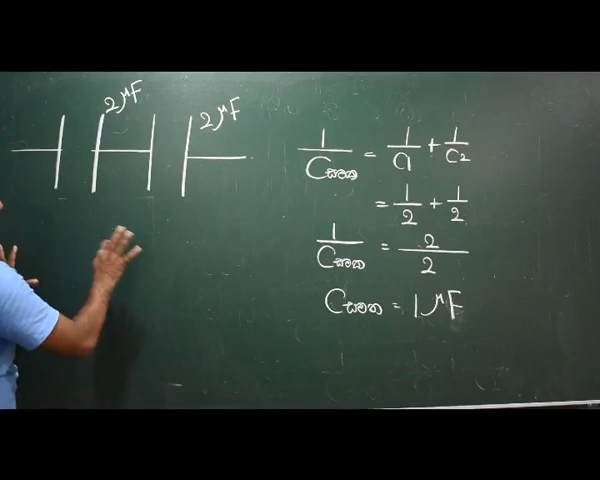 2μF
2μF
1/Cසමක = 1/C1 + 1/C2
= 1/2 + 1/2
1/Cසමක = 2/2
Cසමක = 1μF